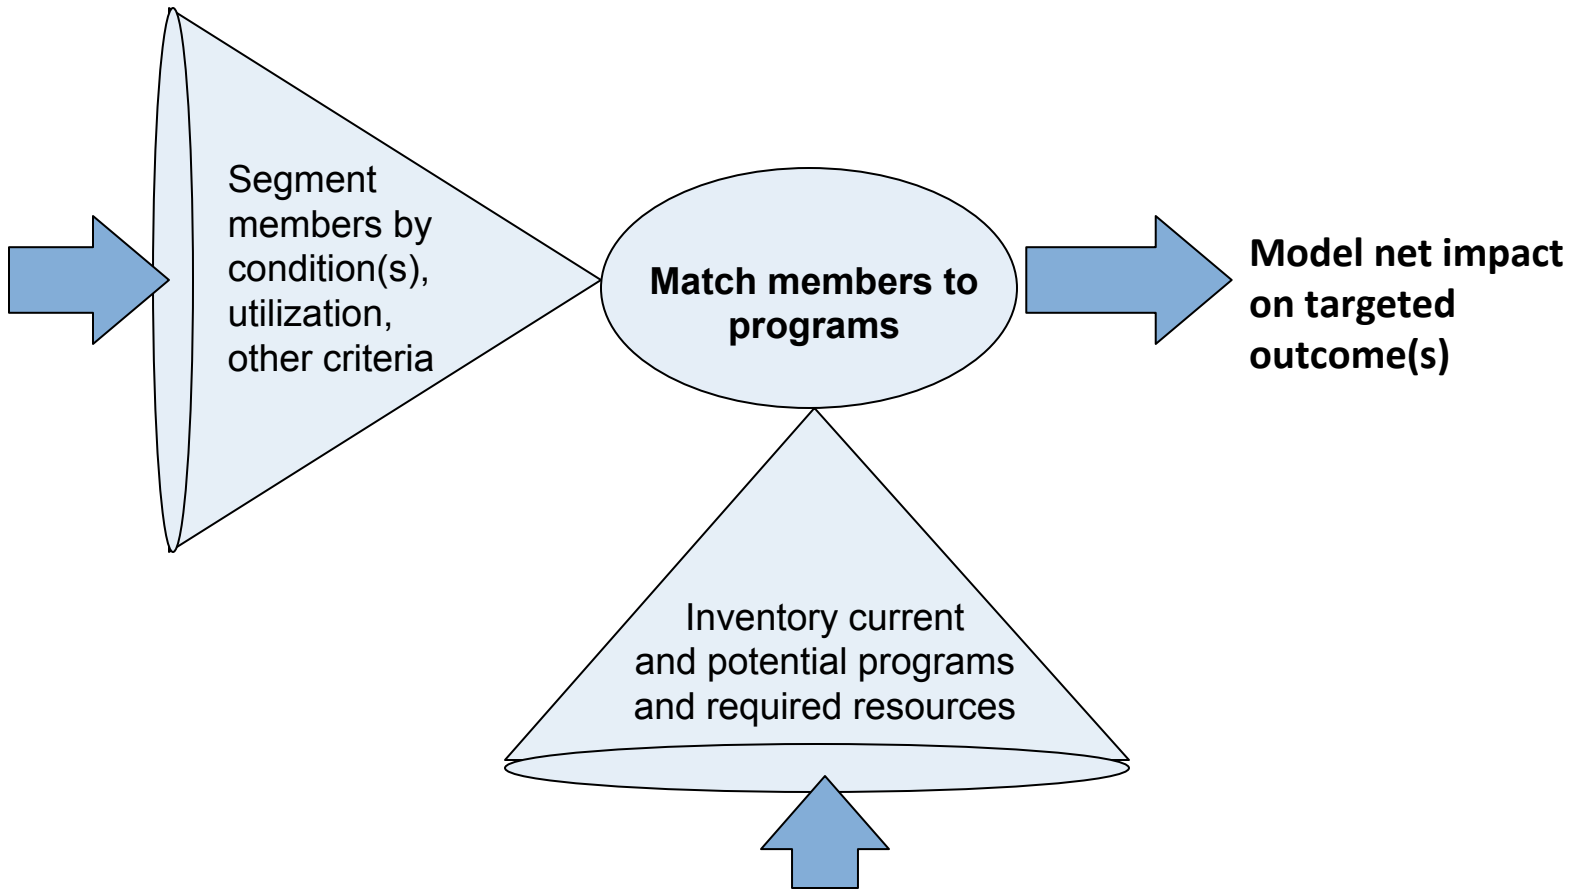 Segment
members by
condition(s),
utilization,
other criteria
Match members to
programs
Model net impact
on targeted
outcome(s)
Inventory current
and potential programs
and required resources